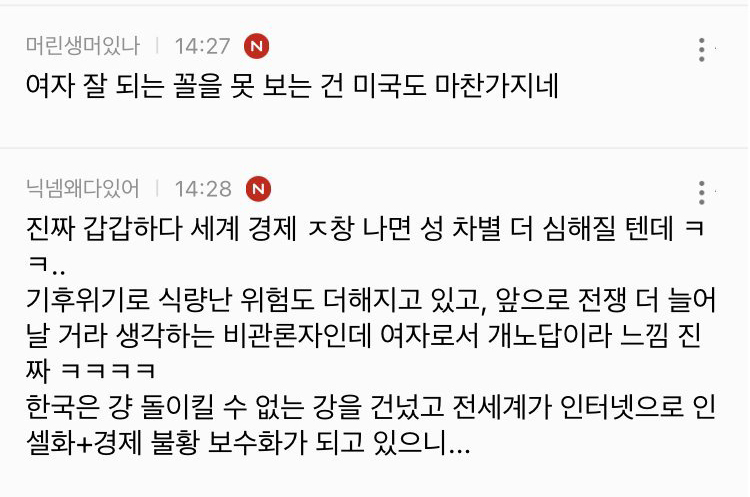 머린생머있나 | 14:27 N
여자 잘 되는 꼴을 못 보는 건 미국도 마찬가지네
닉넴왜다있어 | 14:28 N
진짜 갑갑하다 세계 경제 ㅈ창 나면 성 차별 더 심해질 텐데 ㅋ
ㅋ..
기후위기로 식량난 위험도 더해지고 있고, 앞으로 전쟁 더 늘어
날 거라 생각하는 비관론자인데 여자로서 개노답이라 느낌 진
짜 ㅋㅋㅋㅋ
한국은 걍 돌이킬 수 없는 강을 건넜고 전세계가 인터넷으로 인
셀화+경제 불황 보수화가 되고 있으니...